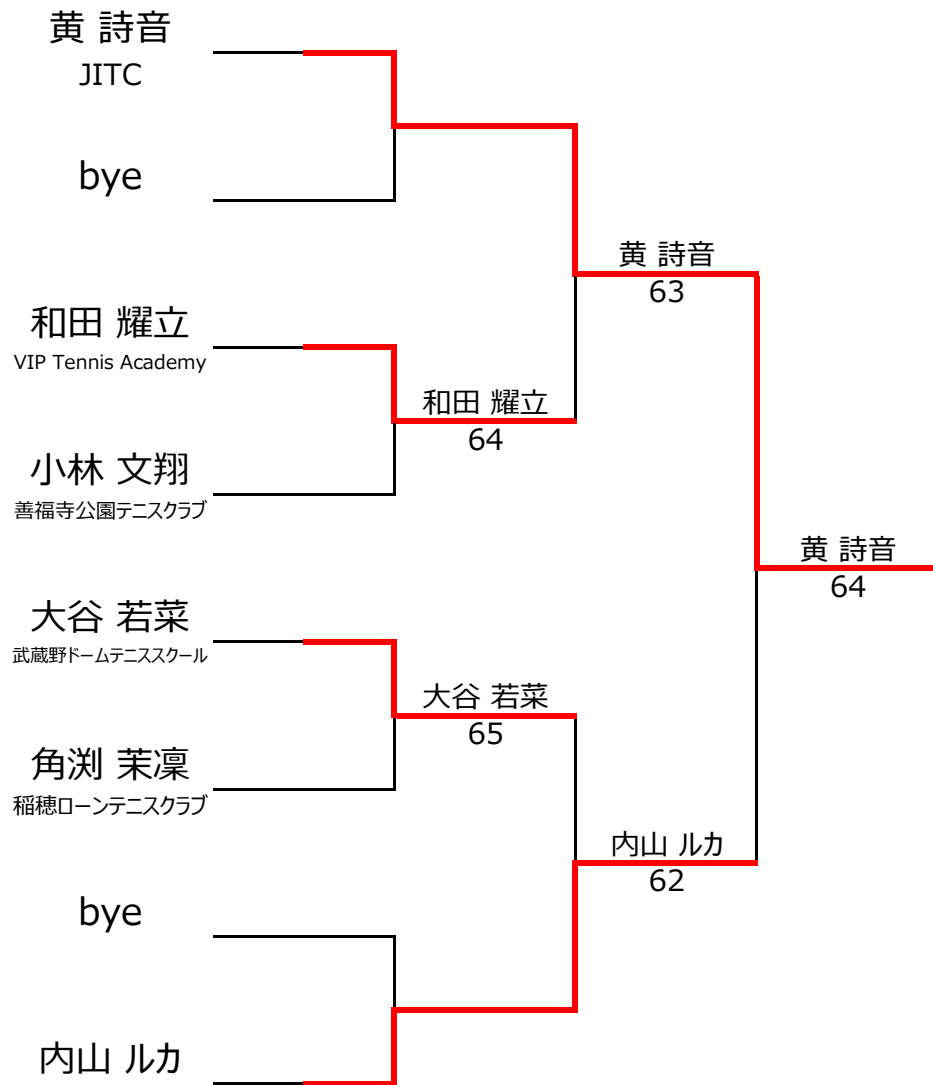 黄 詩音
JITC
bye
和田 耀立
VIP Tennis Academy
小林 文翔
善福寺公園テニスクラブ
大谷 若菜
武蔵野ドームテニススクール
角渕 茉凜
稲穂ローンテニスクラブ
bye
内山 ルカ
和田 耀立
64
大谷 若菜
65
黄 詩音
63
内山 ルカ
62
黄 詩音
64